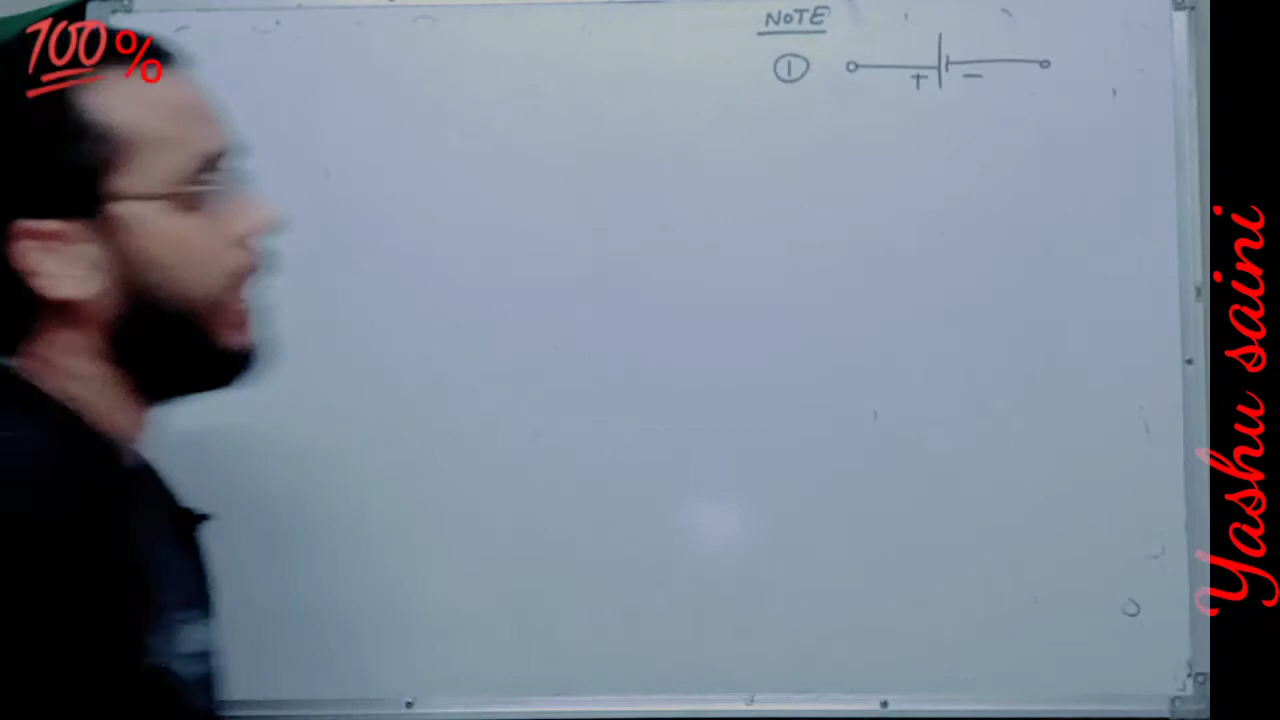 100%
NOTE
①
+ −
Yashu saini